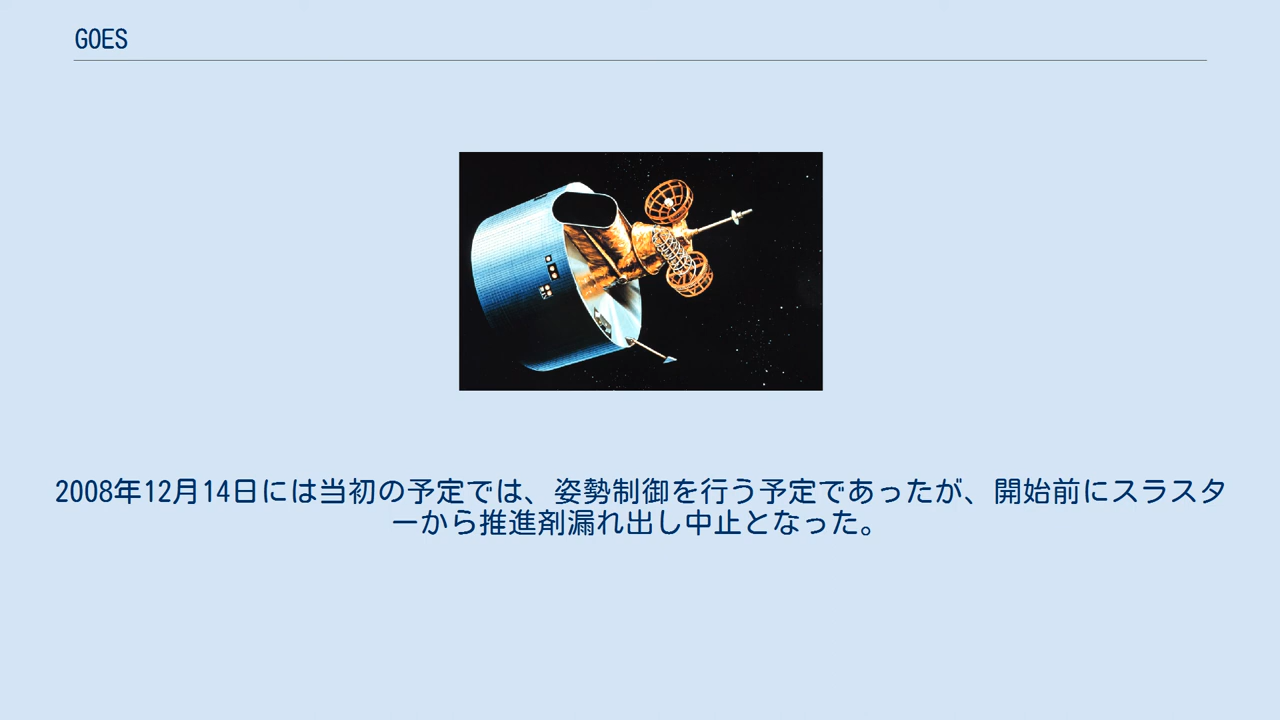 GOES
2008年12月14日には当初の予定では、姿勢制御を行う予定であったが、開始前にスラスタ
ーから推進剤漏れ出し中止となった。